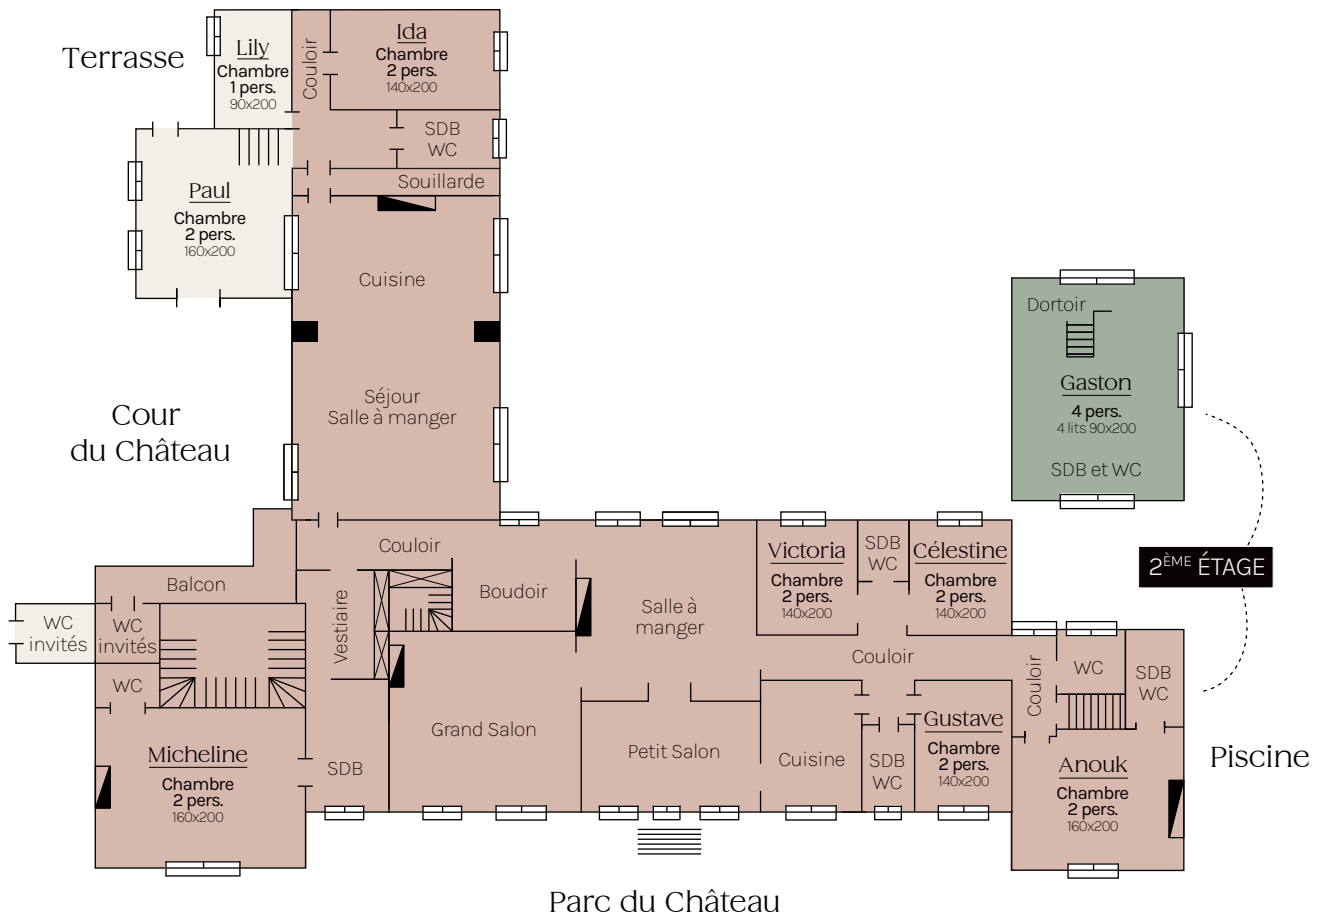 Terrasse
Lily
Chambre
1 pers.
90x200
Couloir
Ida
Chambre
2 pers.
140x200
SDB
WC
Souillarde
Paul
Chambre
2 pers.
160x200
Cuisine
Séjour
Salle à manger
Cour
du Château
Dortoir
Gaston
4 pers.
4 lits 90x200
SDB et WC
2ÈME ÉTAGE
Couloir
Balcon
Vestiaire
Boudoir
Salle à
manger
Victoria
Chambre
2 pers.
140x200
SDB
WC
Célestine
Chambre
2 pers.
140x200
WC
invités
WC
invités
WC
Couloir
Couloir
WC
SDB
WC
Micheline
Chambre
2 pers.
160x200
SDB
Grand Salon
Petit Salon
Cuisine
SDB
WC
Gustave
Chambre
2 pers.
140x200
Anouk
Chambre
2 pers.
160x200
Piscine
Parc du Château